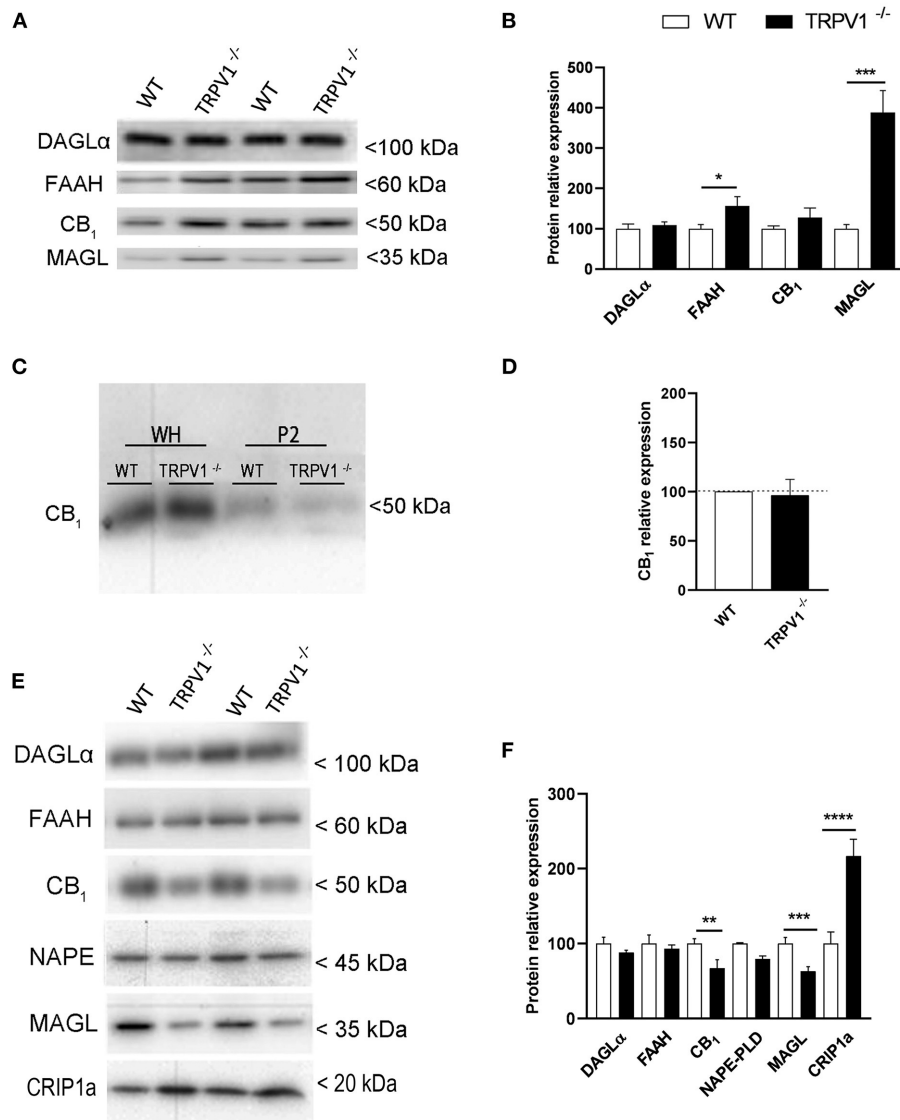 A
WT TRPV1 -/- WT TRPV1 -/-
DAGLα <100 kDa
FAAH <60 kDa
CB1 <50 kDa
MAGL <35 kDa
B
WT TRPV1 -/-
Protein relative expression
500
400
300
200
100
0
* ***
DAGLα FAAH CB1 MAGL
C
WH P2
WT TRPV1 -/- WT TRPV1 -/-
CB1 <50 kDa
D
CB1 relative expression
200
150
100
50
0
WT TRPV1 -/-
E
WT TRPV1 -/- WT TRPV1 -/-
DAGLα < 100 kDa
FAAH < 60 kDa
CB1 < 50 kDa
NAPE < 45 kDa
MAGL < 35 kDa
CRIP1a < 20 kDa
F
Protein relative expression
300
200
100
0
** *** ****
DAGLα FAAH CB1 NAPE-PLD MAGL CRIP1a